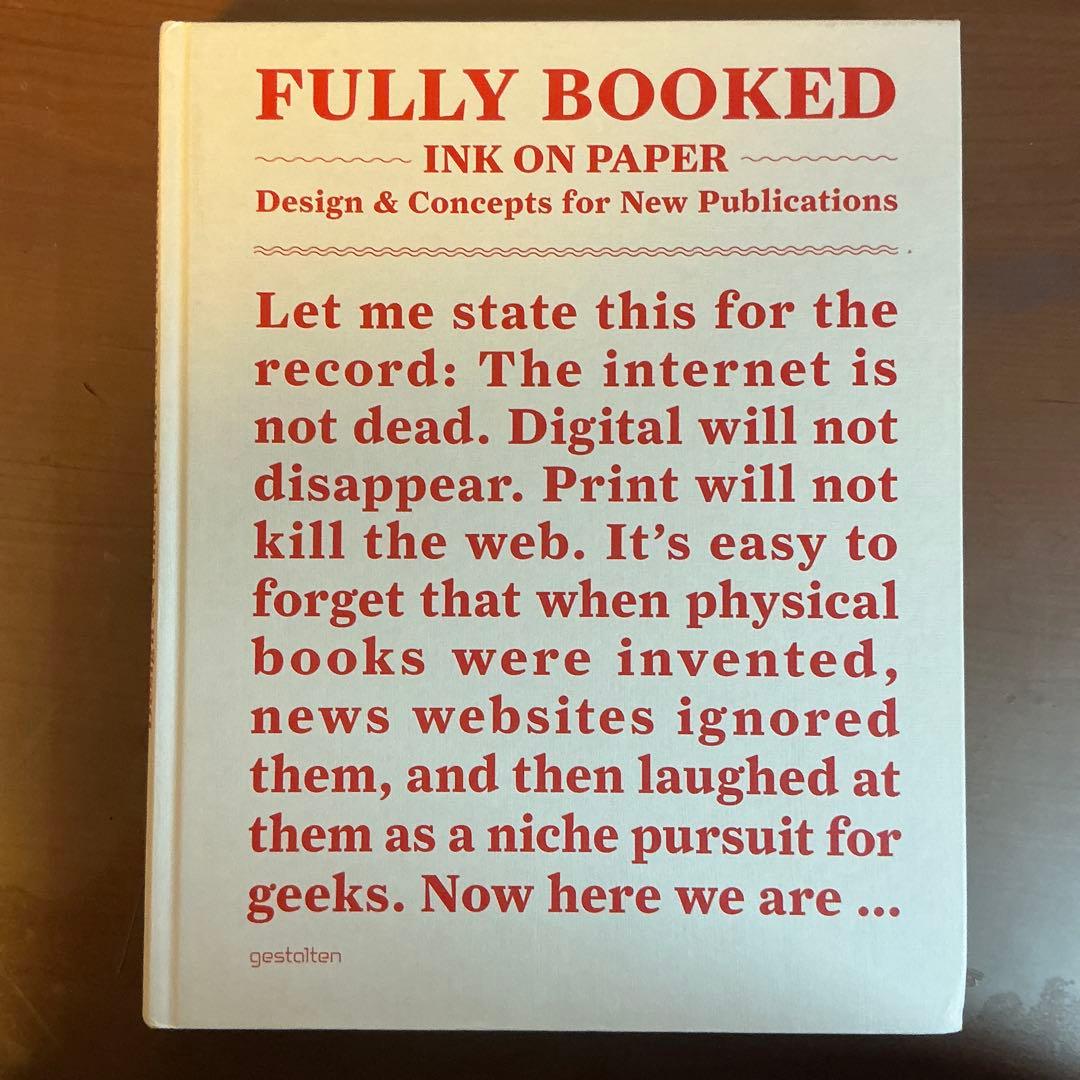 FULLY BOOKED
INK ON PAPER
Design & Concepts for New Publications
Let me state this for the
record: The internet is
not dead. Digital will not
disappear. Print will not
kill the web. It’s easy to
forget that when physical
books were invented,
news websites ignored
them, and then laughed at
them as a niche pursuit for
geeks. Now here we are ...
gestalten